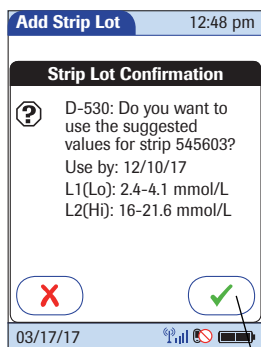 Add Strip Lot 12:48 pm
Strip Lot Confirmation
D-530: Do you want to
use the suggested
values for strip 545603?
Use by: 12/10/17
L1(Lo): 2.4-4.1 mmol/L
L2(Hi): 16-21.6 mmol/L
03/17/17